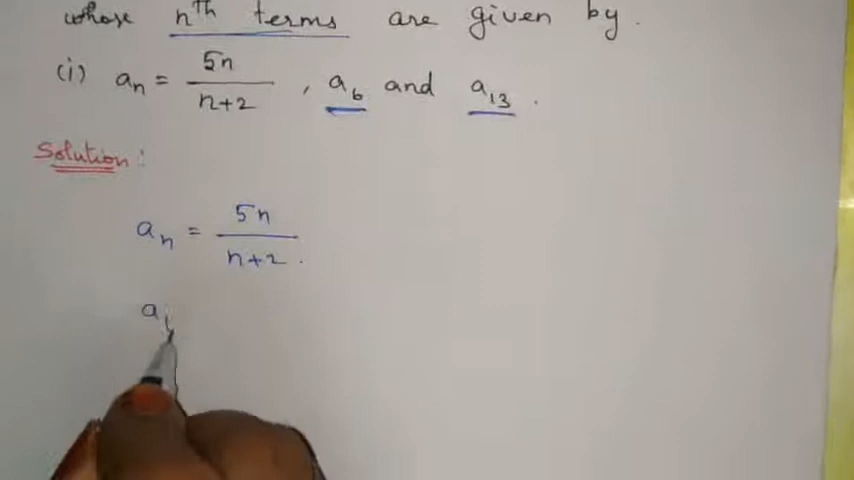 whose nth terms are given by.
(i) aₙ = 5n / n+2 , a₆ and a₁₃ .
Solution :
aₙ = 5n / n+2 .
a